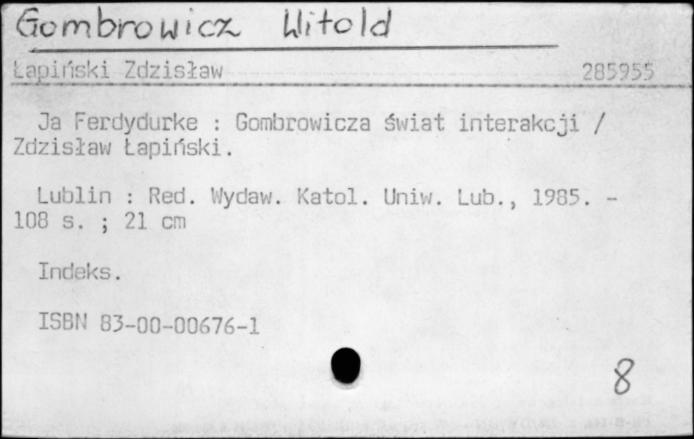 Gombrowicz Witold
Łapiński Zdzisław 285955
Ja Ferdydurke : Gombrowicza świat interakcji /
Zdzisław Łapiński.
Lublin : Red. Wydaw. Katol. Uniw. Lub., 1985. -
108 s. ; 21 cm
Indeks.
ISBN 83-00-00676-1
8